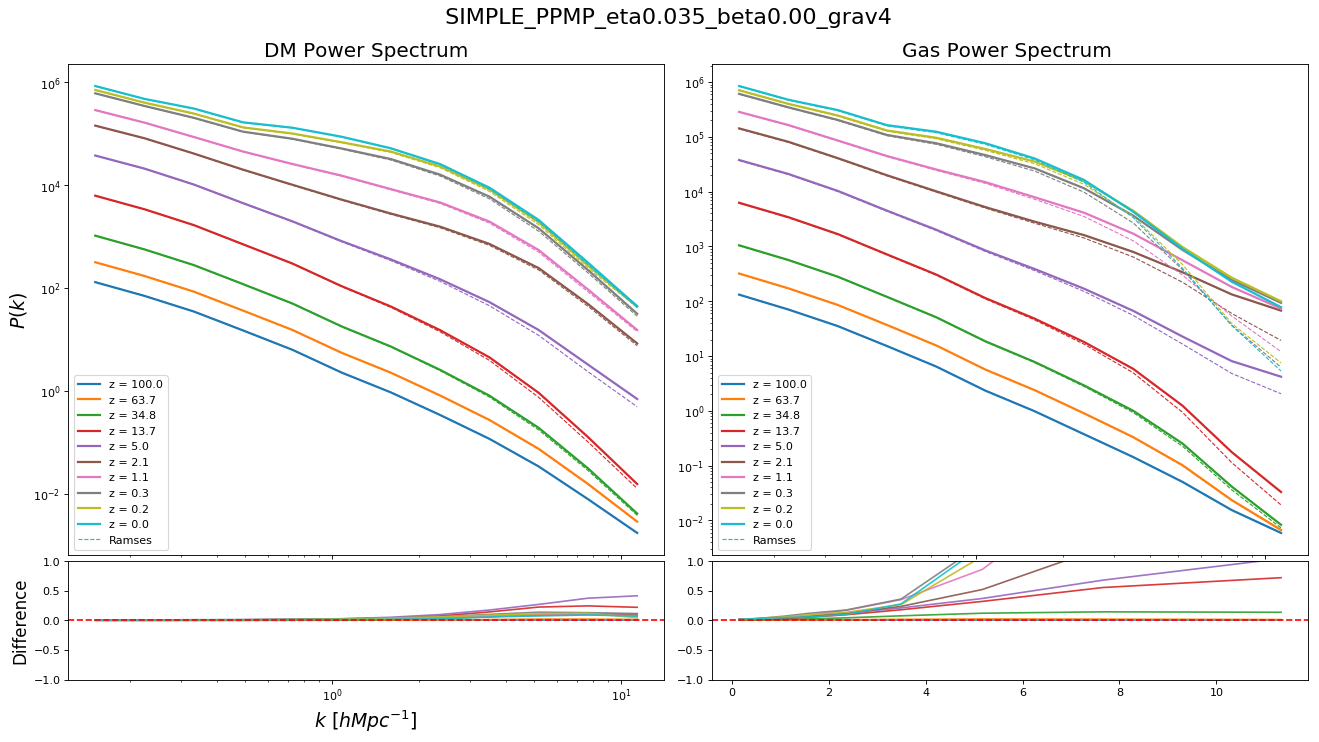 SIMPLE_PPMP_eta0.035_beta0.00_grav4
DM Power Spectrum
P(k)
10^6
10^4
10^2
10^0
10^−2
z = 100.0
z = 63.7
z = 34.8
z = 13.7
z = 5.0
z = 2.1
z = 1.1
z = 0.3
z = 0.2
z = 0.0
Ramses
Difference
1.0
0.5
0.0
−0.5
−1.0
10^0
10^1
k [hMpc^−1]
Gas Power Spectrum
10^6
10^5
10^4
10^3
10^2
10^1
10^0
10^−1
10^−2
z = 100.0
z = 63.7
z = 34.8
z = 13.7
z = 5.0
z = 2.1
z = 1.1
z = 0.3
z = 0.2
z = 0.0
Ramses
1.0
0.5
0.0
−0.5
−1.0
0
2
4
6
8
10